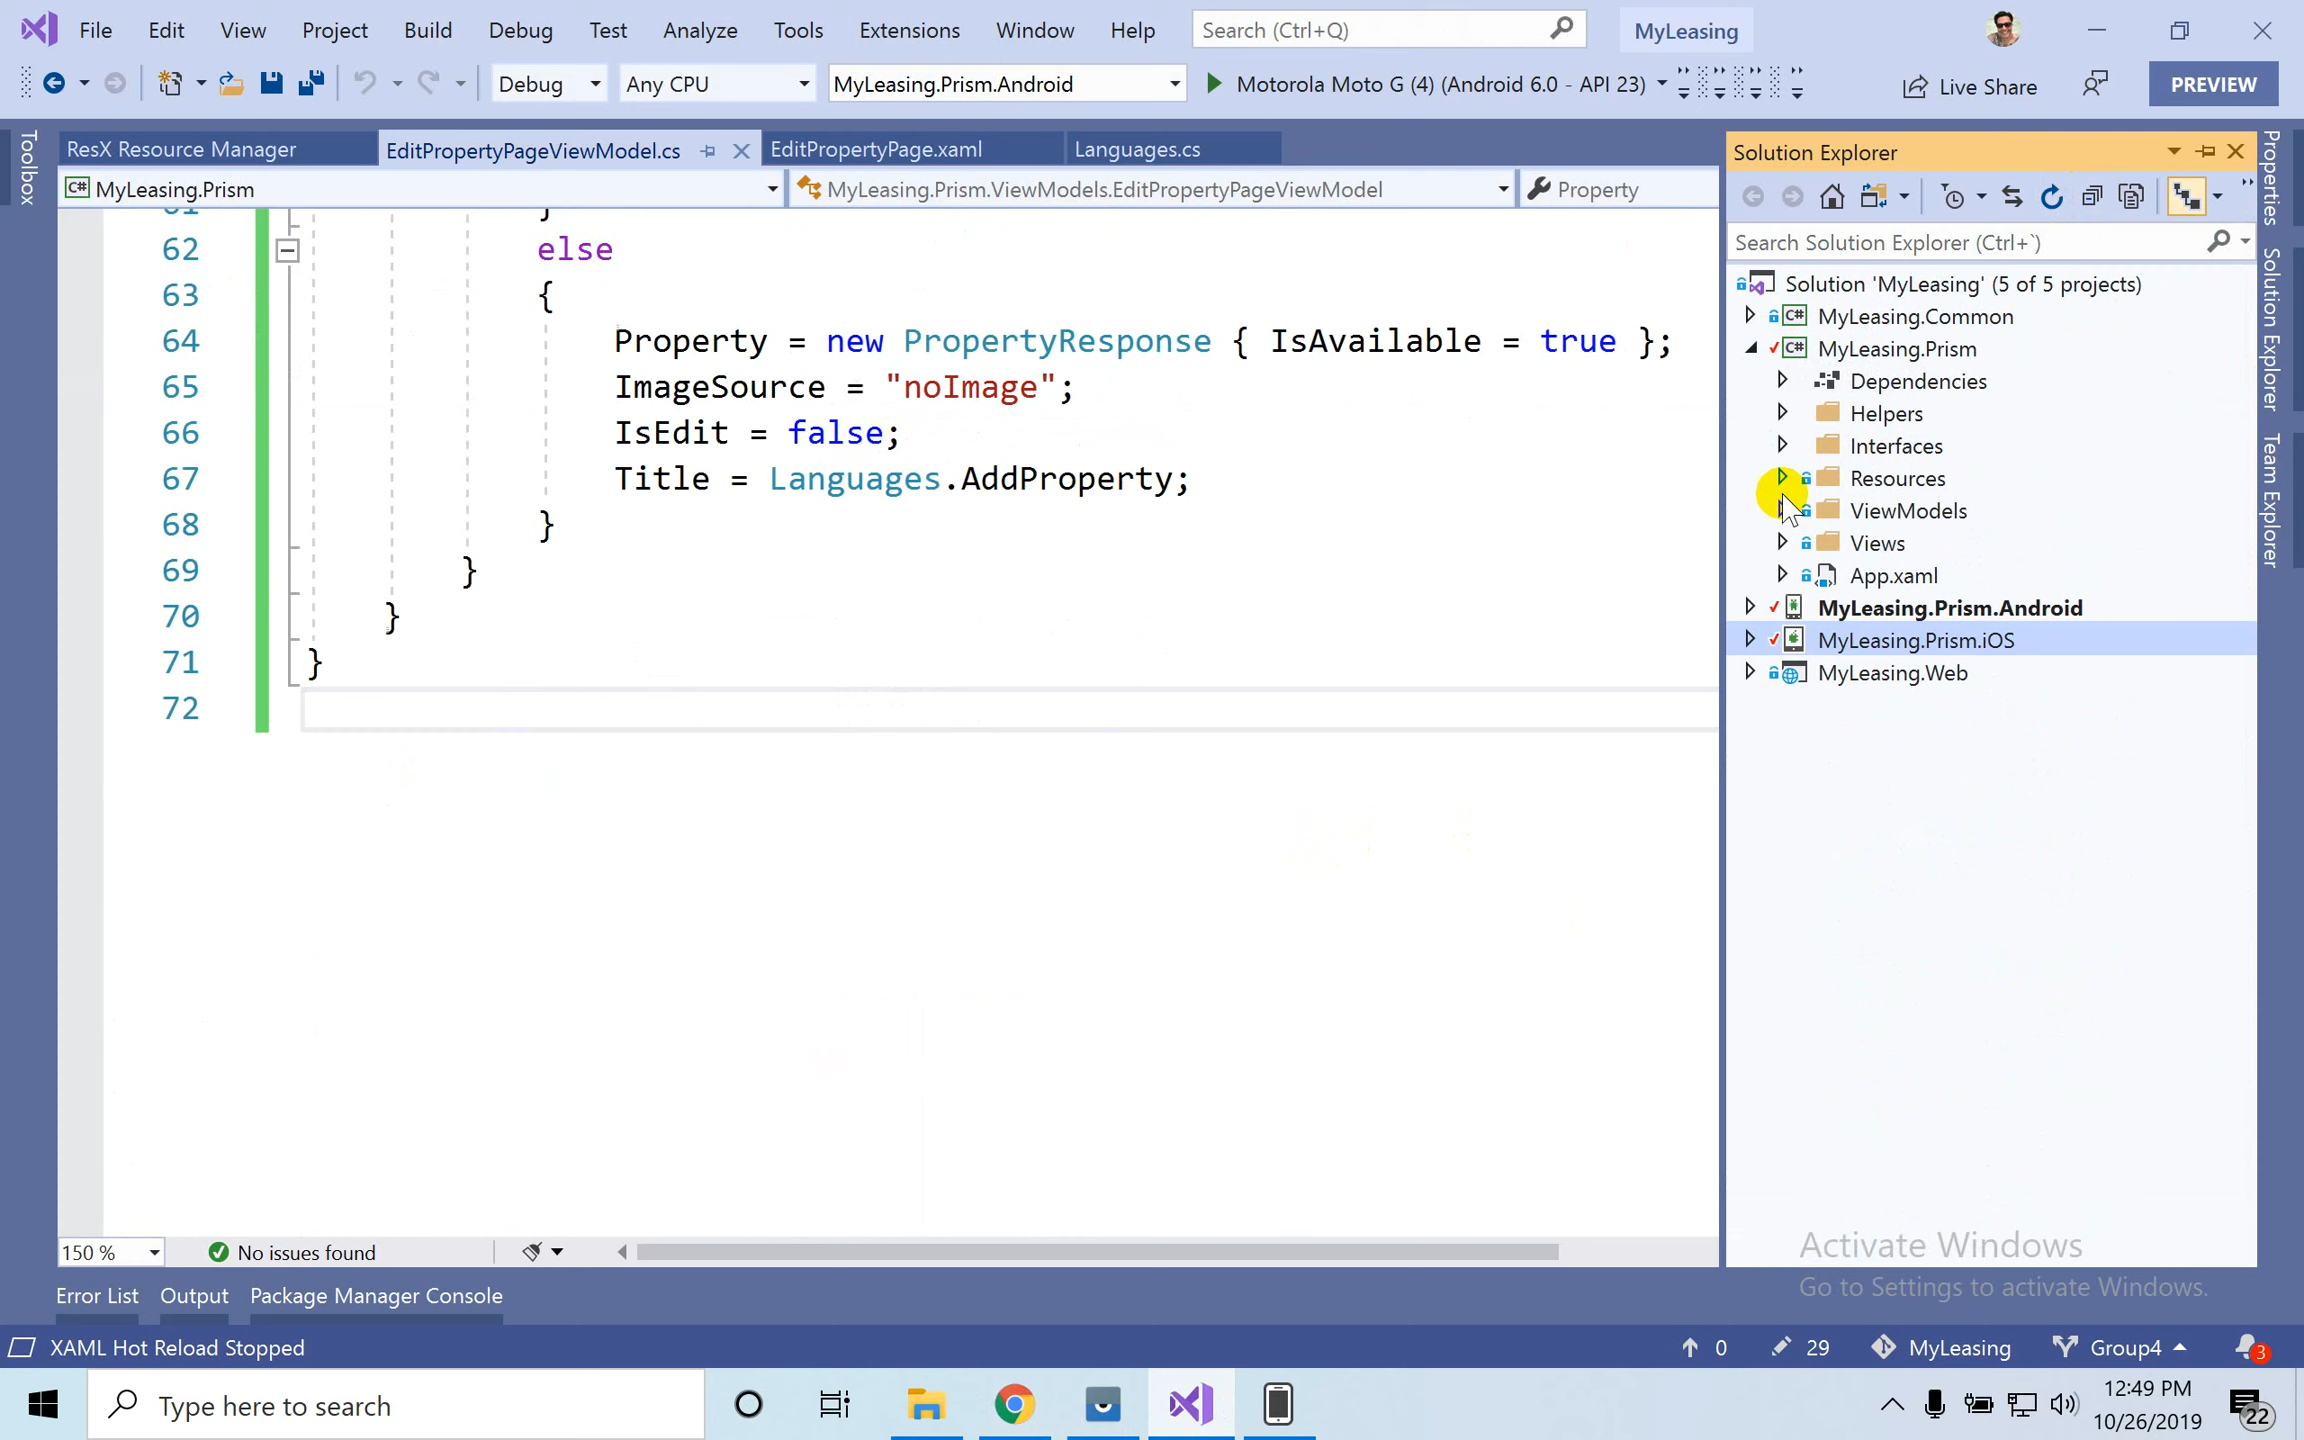 File Edit View Project Build Debug Test Analyze Tools Extensions Window Help Search (Ctrl+Q) MyLeasing
Debug Any CPU MyLeasing.Prism.Android Motorola Moto G (4) (Android 6.0 - API 23) Live Share PREVIEW
Toolbox
ResX Resource Manager EditPropertyPageViewModel.cs EditPropertyPage.xaml Languages.cs
C# MyLeasing.Prism MyLeasing.Prism.ViewModels.EditPropertyPageViewModel Property
61 }
62 else
63 {
64 Property = new PropertyResponse { IsAvailable = true };
65 ImageSource = "noImage";
66 IsEdit = false;
67 Title = Languages.AddProperty;
68 }
69 }
70 }
71 }
72
150 % No issues found
Solution Explorer
Search Solution Explorer (Ctrl+`)
Solution 'MyLeasing' (5 of 5 projects)
C# MyLeasing.Common
C# MyLeasing.Prism
Dependencies
Helpers
Interfaces
Resources
ViewModels
Views
App.xaml
MyLeasing.Prism.Android
MyLeasing.Prism.iOS
MyLeasing.Web
Properties
Solution Explorer
Team Explorer
Activate Windows
Go to Settings to activate Windows.
Error List Output Package Manager Console
XAML Hot Reload Stopped 0 29 MyLeasing Group4 3
Type here to search
12:49 PM
10/26/2019
22